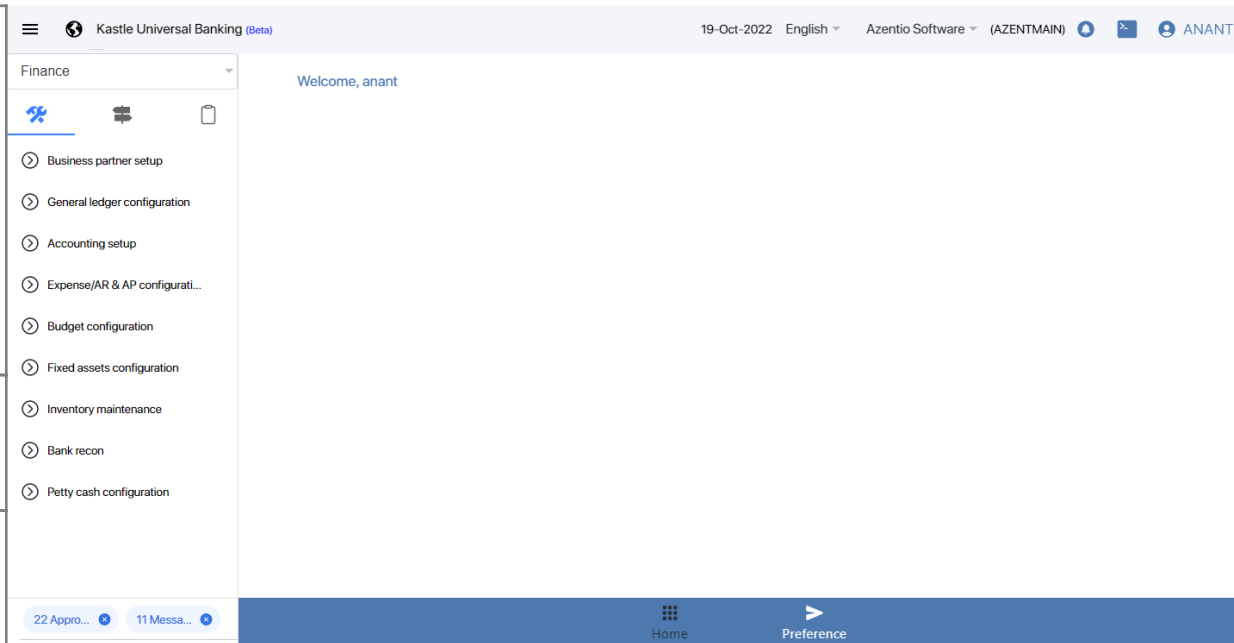 Kastle Universal Banking (Beta)
19-Oct-2022 English Azentio Software (AZENTMAIN) ANANT
Finance
Welcome, anant
Business partner setup
General ledger configuration
Accounting setup
Expense/AR & AP configurati...
Budget configuration
Fixed assets configuration
Inventory maintenance
Bank recon
Petty cash configuration
22 Appro... 11 Messa...
Home Preference